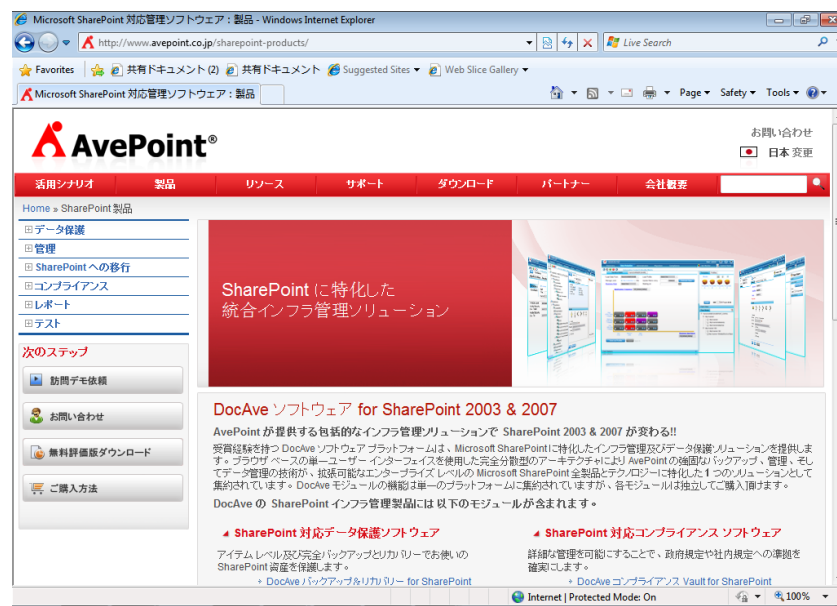 Microsoft SharePoint 対応管理ソフトウェア：製品 - Windows Internet Explorer
http://www.avepoint.co.jp/sharepoint-products/
Live Search
Favorites 共有ドキュメント (2) 共有ドキュメント Suggested Sites Web Slice Gallery
Microsoft SharePoint 対応管理ソフトウェア：製品
Page Safety Tools
AvePoint®
お問い合わせ
日本 変更
活用シナリオ 製品 リソース サポート ダウンロード パートナー 会社概要
Home » SharePoint 製品
データ保護
管理
SharePoint への移行
コンプライアンス
レポート
テスト
次のステップ
訪問デモ依頼
お問い合わせ
無料評価版ダウンロード
ご購入方法
SharePoint に特化した
統合インフラ管理ソリューション
DocAve ソフトウェア for SharePoint 2003 & 2007
AvePoint が提供する包括的なインフラ管理ソリューションで SharePoint 2003 & 2007 が変わる!!
受賞経験を持つ DocAve ソフトウェア プラットフォームは、Microsoft SharePointに特化したインフラ管理及びデータ保護ソリューションを提供しま
す。ブラウザ ベースの単一ユーザー インターフェイスを使用した完全分散型のアーキテクチャにより AvePoint の強固なバックアップ、管理、そし
てデータ管理の技術が、拡張可能なエンタープライズ レベルの Microsoft SharePoint 全製品とテクノロジーに特化した 1 つのソリューションとして
集約されています。DocAve モジュールの機能は単一のプラットフォームに集約されていますが、各モジュールは独立してご購入頂けます。
DocAve の SharePoint インフラ管理製品には以下のモジュールが含まれます。
SharePoint 対応データ保護ソフトウェア
アイテム レベル及び完全バックアップとリカバリーでお使いの
SharePoint 資産を保護します。
DocAve バックアップ＆リカバリー for SharePoint
SharePoint 対応コンプライアンス ソフトウェア
詳細な管理を可能にすることで、政府規定や社内規定への準拠を
確実にします。
DocAve コンプライアンス Vault for SharePoint
Internet | Protected Mode: On 100%